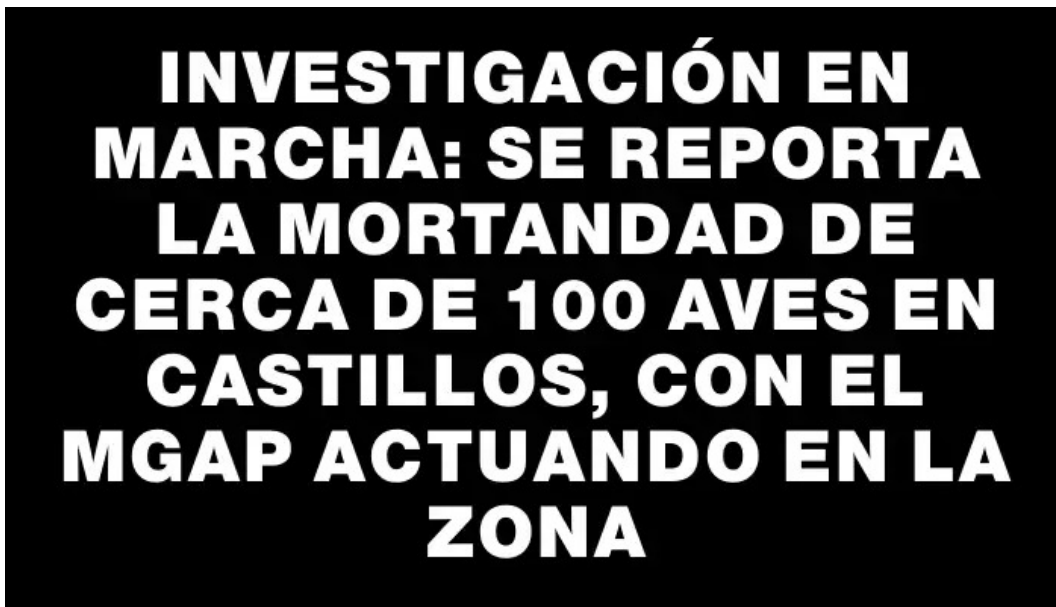 INVESTIGACIÓN EN
MARCHA: SE REPORTA
LA MORTANDAD DE
CERCA DE 100 AVES EN
CASTILLOS, CON EL
MGAP ACTUANDO EN LA
ZONA